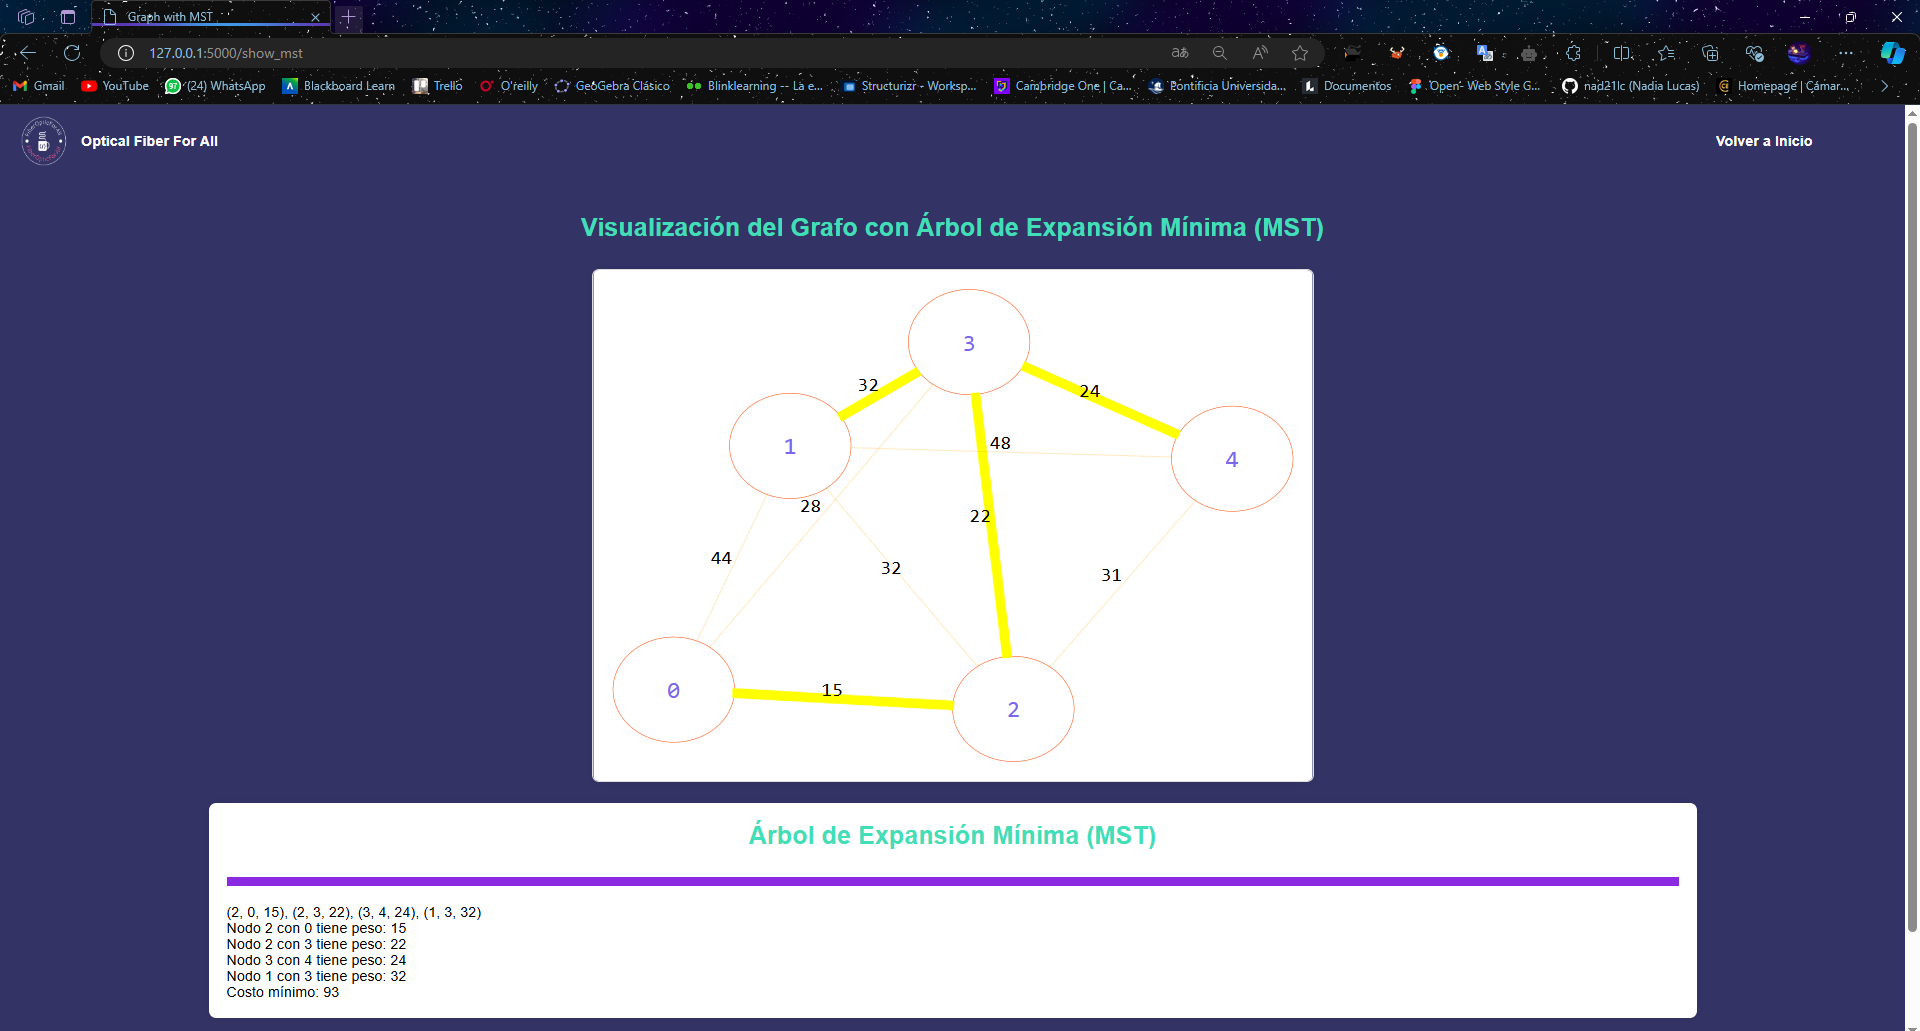 Graph with MST
127.0.0.1:5000/show_mst
Gmail
YouTube
(24) WhatsApp
Blackboard Learn
Trello
O'reilly
GeoGebra Clásico
Blinklearning -- La e...
Structurizr - Worksp...
Cambridge One | Ca...
Pontificia Universida...
Documentos
Open- Web Style G...
nad21lc (Nadia Lucas)
Homepage | Cámar...
Optical Fiber For All
Volver a Inicio
Visualización del Grafo con Árbol de Expansión Mínima (MST)
3
32
24
1
48
4
28
22
44
32
31
0
15
2
Árbol de Expansión Mínima (MST)
(2, 0, 15), (2, 3, 22), (3, 4, 24), (1, 3, 32)
Nodo 2 con 0 tiene peso: 15
Nodo 2 con 3 tiene peso: 22
Nodo 3 con 4 tiene peso: 24
Nodo 1 con 3 tiene peso: 32
Costo mínimo: 93